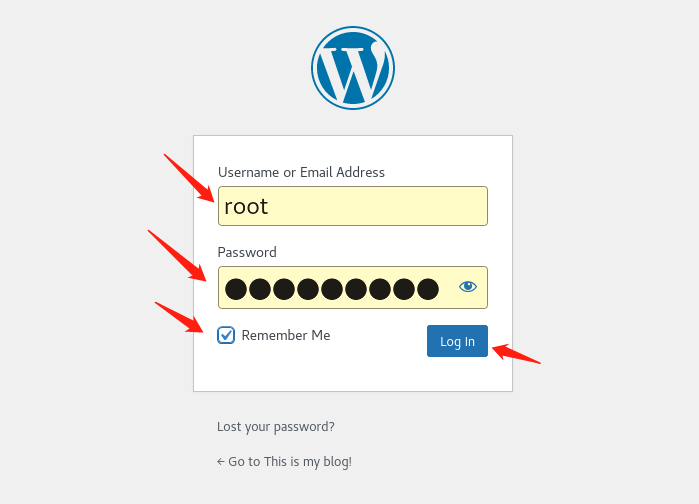 Username or Email Address
root
Password
●●●●●●●●●
Remember Me
Log In
Lost your password?
← Go to This is my blog!